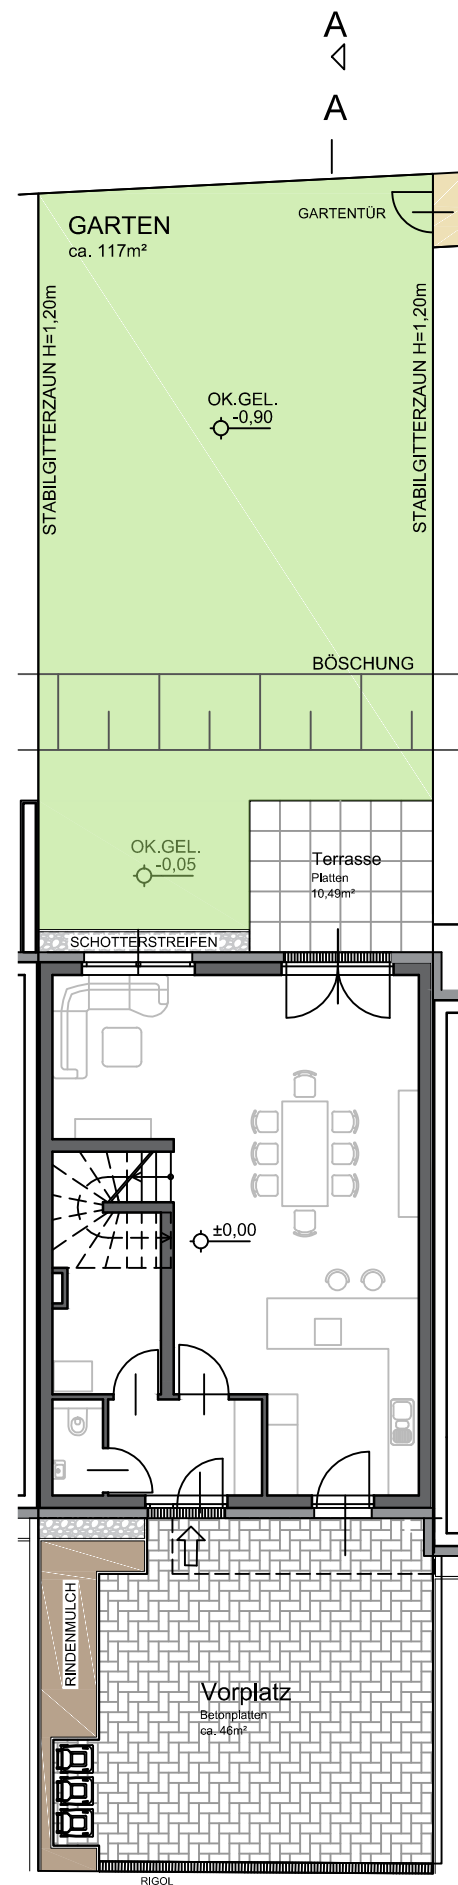 A
A
GARTENTÜR
GARTEN
ca. 117m²
STABILGITTERZAUN H=1,20m
STABILGITTERZAUN H=1,20m
OK.GEL.
-0,90
BÖSCHUNG
OK.GEL.
-0,05
Terrasse
Platten
10,49m²
SCHOTTERSTREIFEN
±0,00
RINDENMULCH
Vorplatz
Betonplatten
ca. 46m²
RIGOL